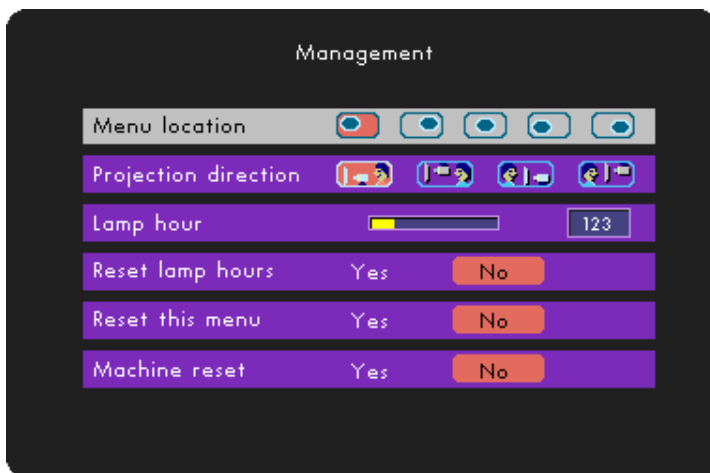 Management
Menu location
Projection direction
Lamp hour 123
Reset lamp hours Yes No
Reset this menu Yes No
Machine reset Yes No